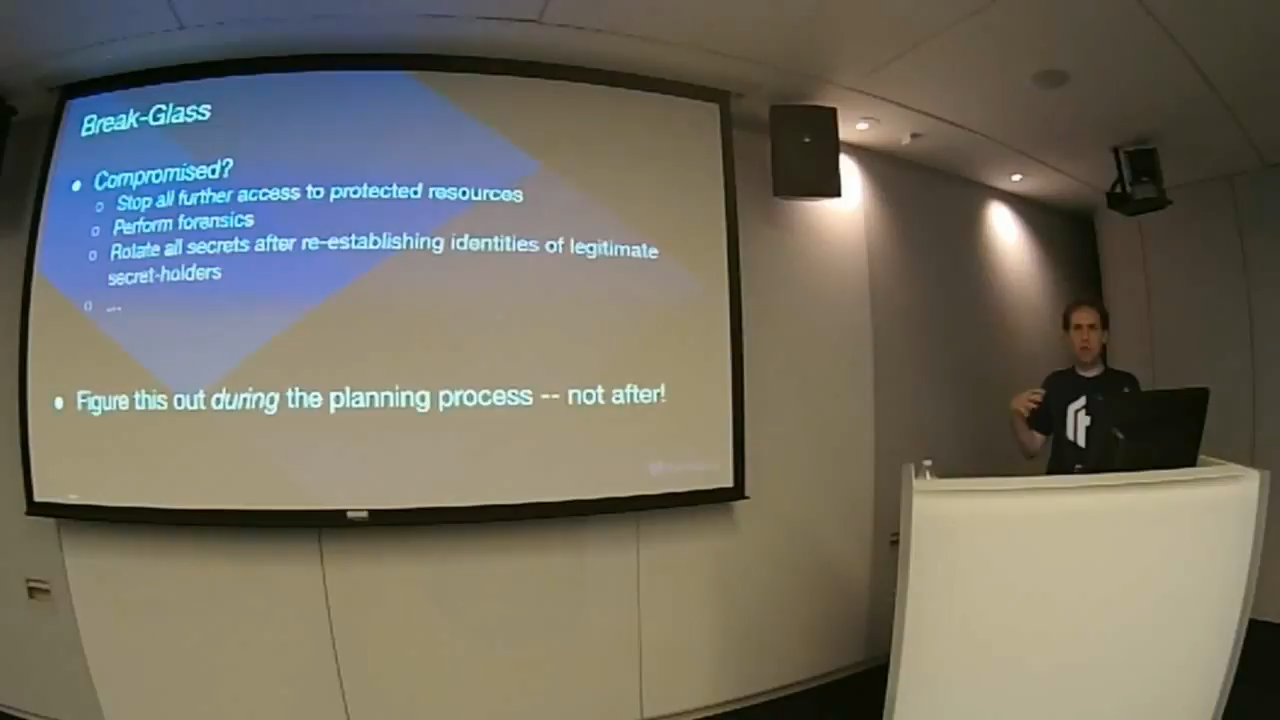 Break-Glass
● Compromised?
○ Stop all further access to protected resources
○ Perform forensics
○ Rotate all secrets after re-establishing identities of legitimate
secret-holders
○ ...
● Figure this out during the planning process -- not after!